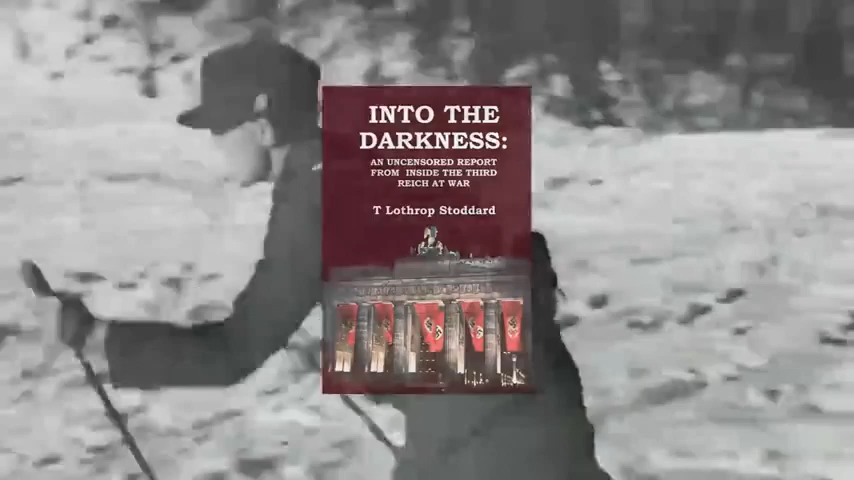 INTO THE
DARKNESS:
AN UNCENSORED REPORT
FROM INSIDE THE THIRD
REICH AT WAR
T Lothrop Stoddard